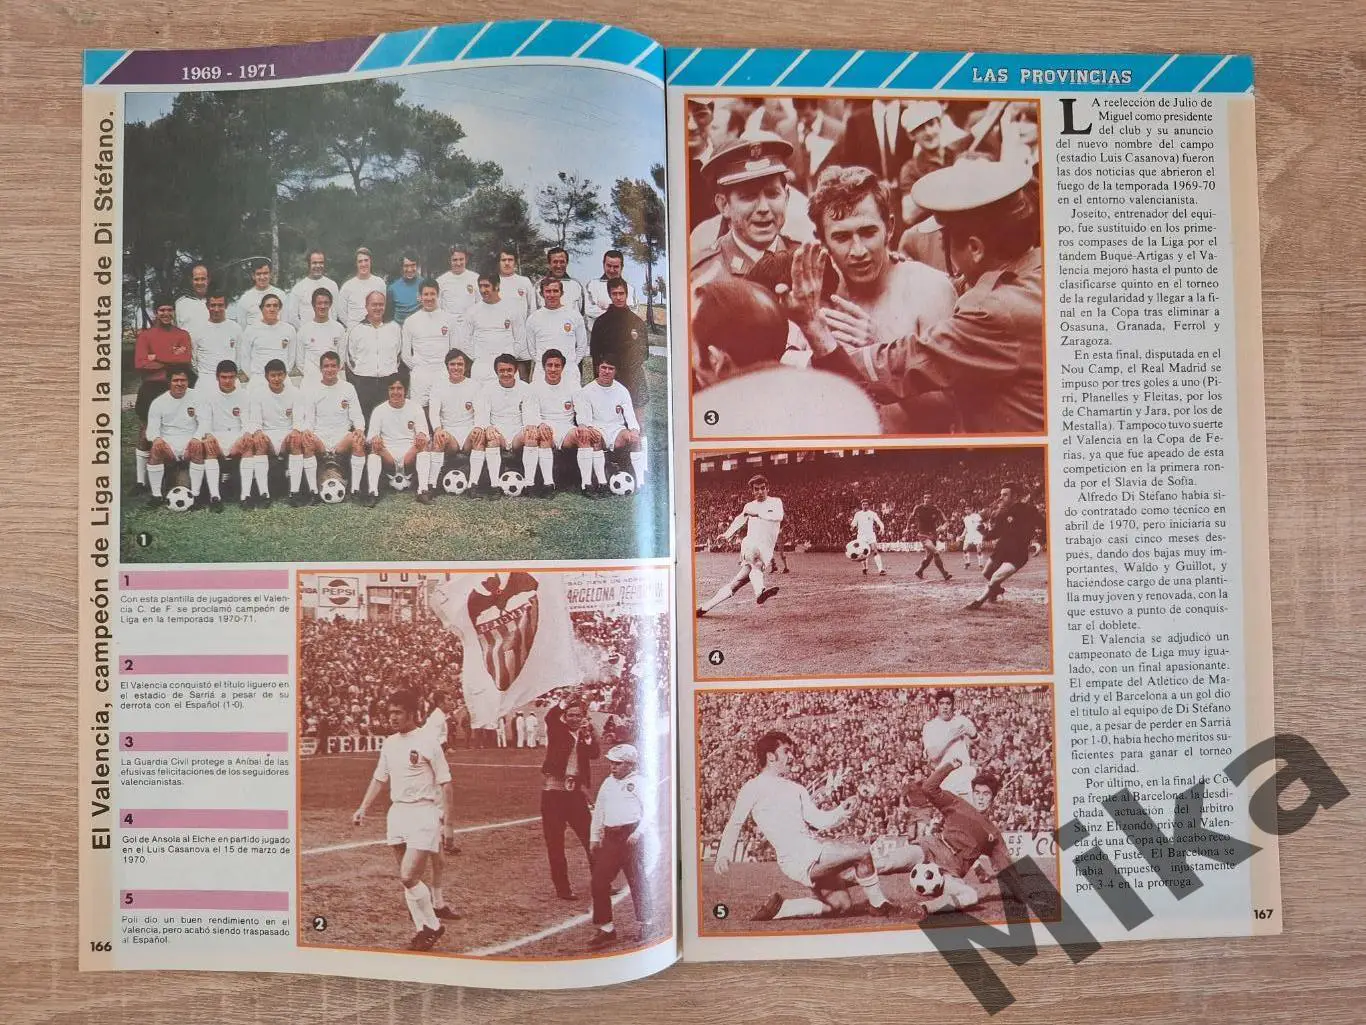 1969 - 1971
El Valencia, campeón de Liga bajo la batuta de Di Stéfano.
1
1
Con esta plantilla de jugadores el Valen-
cia C. de F. se proclamó campeón de
Liga en la temporada 1970-71.
2
El Valencia conquistó el título liguero en
el estadio de Sarriá a pesar de su
derrota con el Español (1-0).
3
La Guardia Civil protege a Aníbal de las
efusivas felicitaciones de los seguidores
valencianistas.
4
Gol de Ansola al Elche en partido jugado
en el Luis Casanova el 15 de marzo de
1970.
5
Poli dio un buen rendimiento en el
Valencia, pero acabó siendo traspasado
al Español.
166
PEPSI
BARCELONA DEPORTIVA
FELIP
2
LAS PROVINCIAS
3
4
5
LA reelección de Julio de
Miguel como presidente
del club y su anuncio
del nuevo nombre del campo
(estadio Luis Casanova) fueron
las dos noticias que abrieron el
fuego de la temporada 1969-70
en el entorno valencianista.
Joseíto, entrenador del equi-
po, fue sustituido en los prime-
ros compases de la Liga por el
tándem Buqué-Artigas y el Va-
lencia mejoró hasta el punto de
clasificarse quinto en el torneo
de la regularidad y llegar a la fi-
nal en la Copa tras eliminar a
Osasuna, Granada, Ferrol y
Zaragoza.
En esta final, disputada en el
Nou Camp, el Real Madrid se
impuso por tres goles a uno (Pi-
rri, Planelles y Fleitas, por los
de Chamartín y Jara, por los de
Mestalla). Tampoco tuvo suerte
el Valencia en la Copa de Fe-
rias, ya que fue apeado de esta
competición en la primera ron-
da por el Slavia de Sofía.
Alfredo Di Stéfano había si-
do contratado como técnico en
abril de 1970, pero iniciaría su
trabajo casi cinco meses des-
pués, dando dos bajas muy im-
portantes, Waldo y Guillot, y
haciéndose cargo de una planti-
lla muy joven y renovada, con la
que estuvo a punto de conquis-
tar el doblete.
El Valencia se adjudicó un
campeonato de Liga muy igua-
lado, con un final apasionante.
El empate del Atlético de Ma-
drid y el Barcelona a un gol dio
el título al equipo de Di Stéfano
que, a pesar de perder en Sarriá
por 1-0, había hecho méritos su-
ficientes para ganar el torneo
con claridad.
Por último, en la final de Co-
pa frente al Barcelona, la desdi-
chada actuación del árbitro
Sainz Elizondo privó al Valen-
cia de una Copa que acabó reco-
giendo Fusté. El Barcelona se
había impuesto injustamente
por 3-4 en la prórroga.
167
Mika